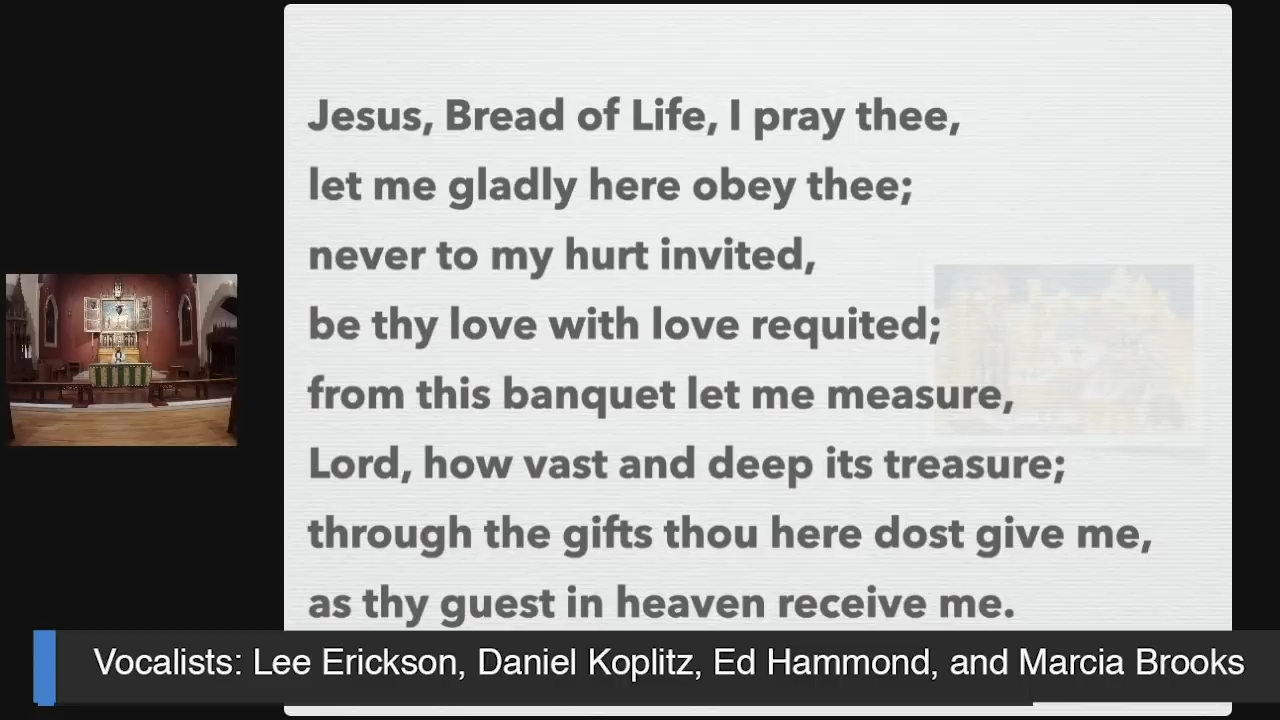 Jesus, Bread of Life, I pray thee,
let me gladly here obey thee;
never to my hurt invited,
be thy love with love requited;
from this banquet let me measure,
Lord, how vast and deep its treasure;
through the gifts thou here dost give me,
as thy guest in heaven receive me.
Vocalists: Lee Erickson, Daniel Koplitz, Ed Hammond, and Marcia Brooks